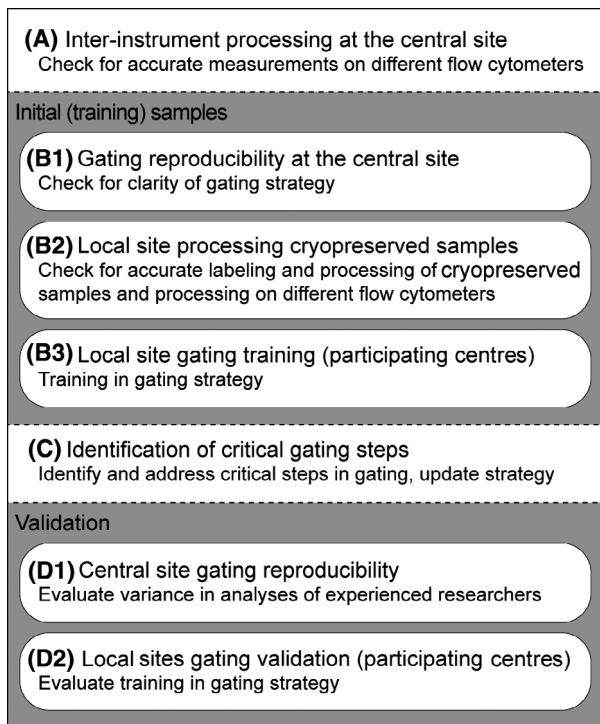 (A) Inter-instrument processing at the central site
Check for accurate measurements on different flow cytometers
Initial (training) samples
(B1) Gating reproducibility at the central site
Check for clarity of gating strategy
(B2) Local site processing cryopreserved samples
Check for accurate labeling and processing of cryopreserved
samples and processing on different flow cytometers
(B3) Local site gating training (participating centres)
Training in gating strategy
(C) Identification of critical gating steps
Identify and address critical steps in gating, update strategy
Validation
(D1) Central site gating reproducibility
Evaluate variance in analyses of experienced researchers
(D2) Local sites gating validation (participating centres)
Evaluate training in gating strategy